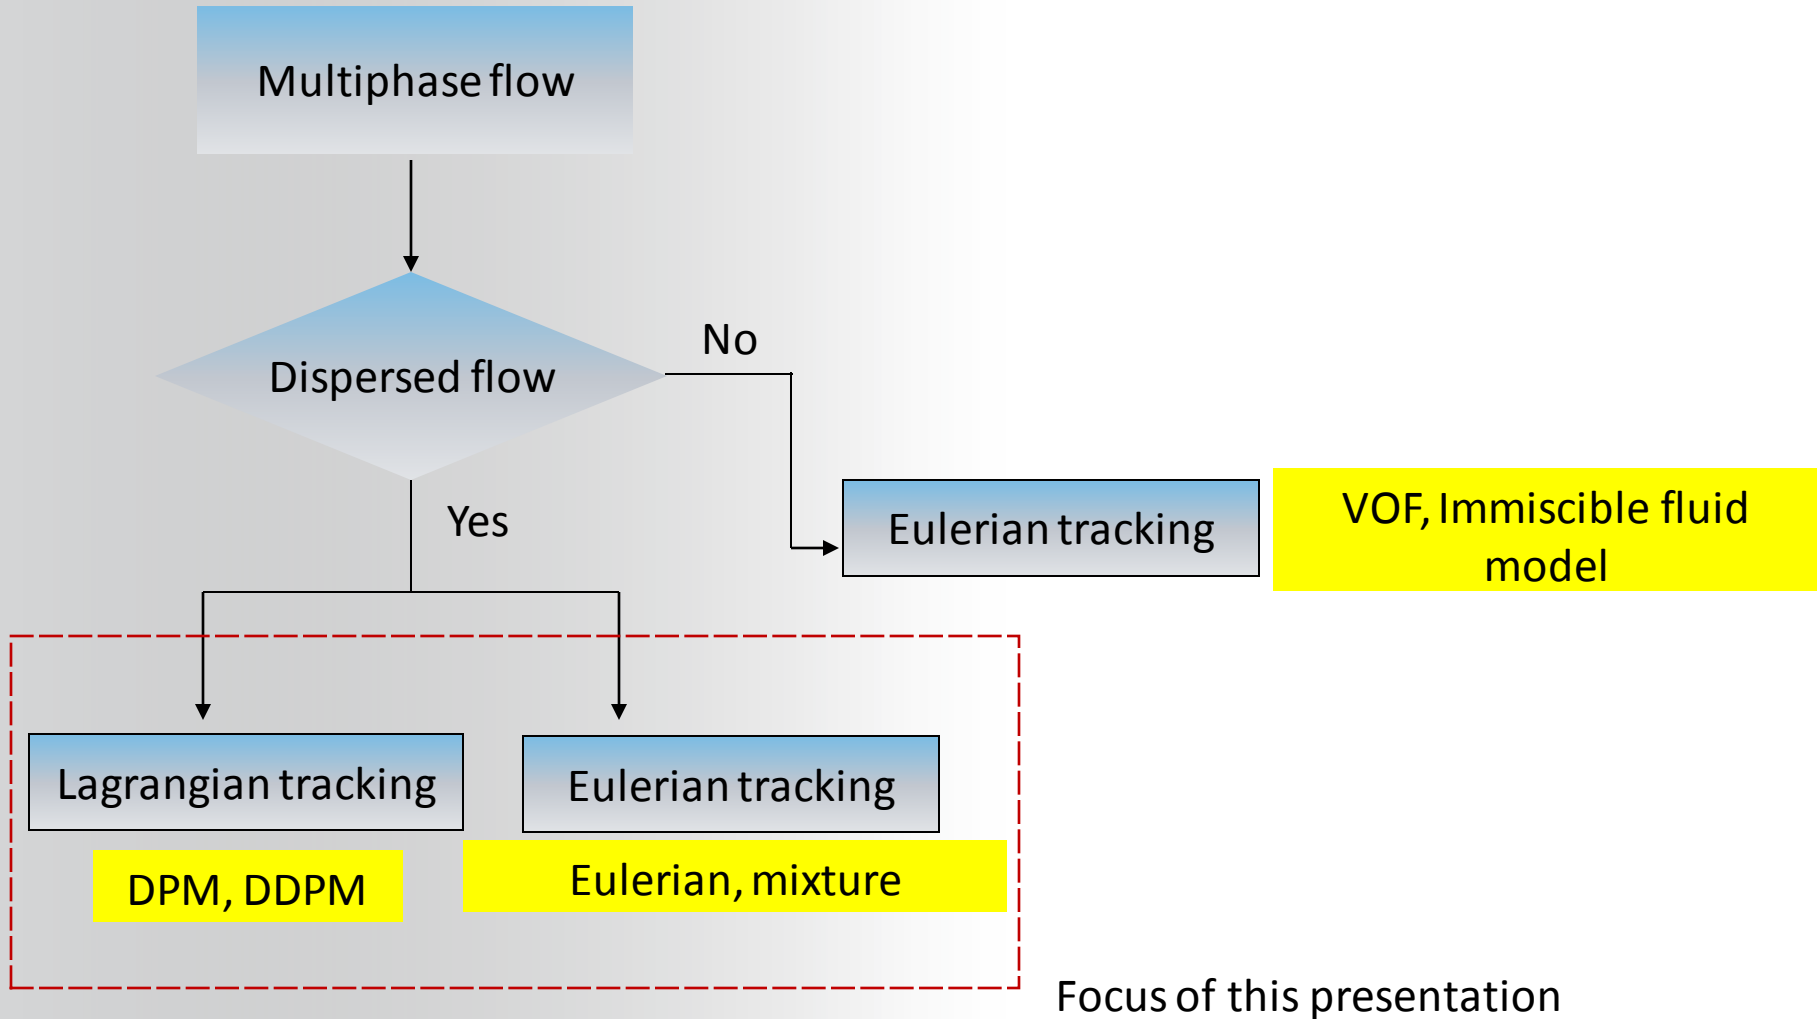 Multiphase flow
Dispersed flow
No
Yes
Eulerian tracking
VOF, Immiscible fluid
model
Lagrangian tracking
Eulerian tracking
DPM, DDPM
Eulerian, mixture
Focus of this presentation